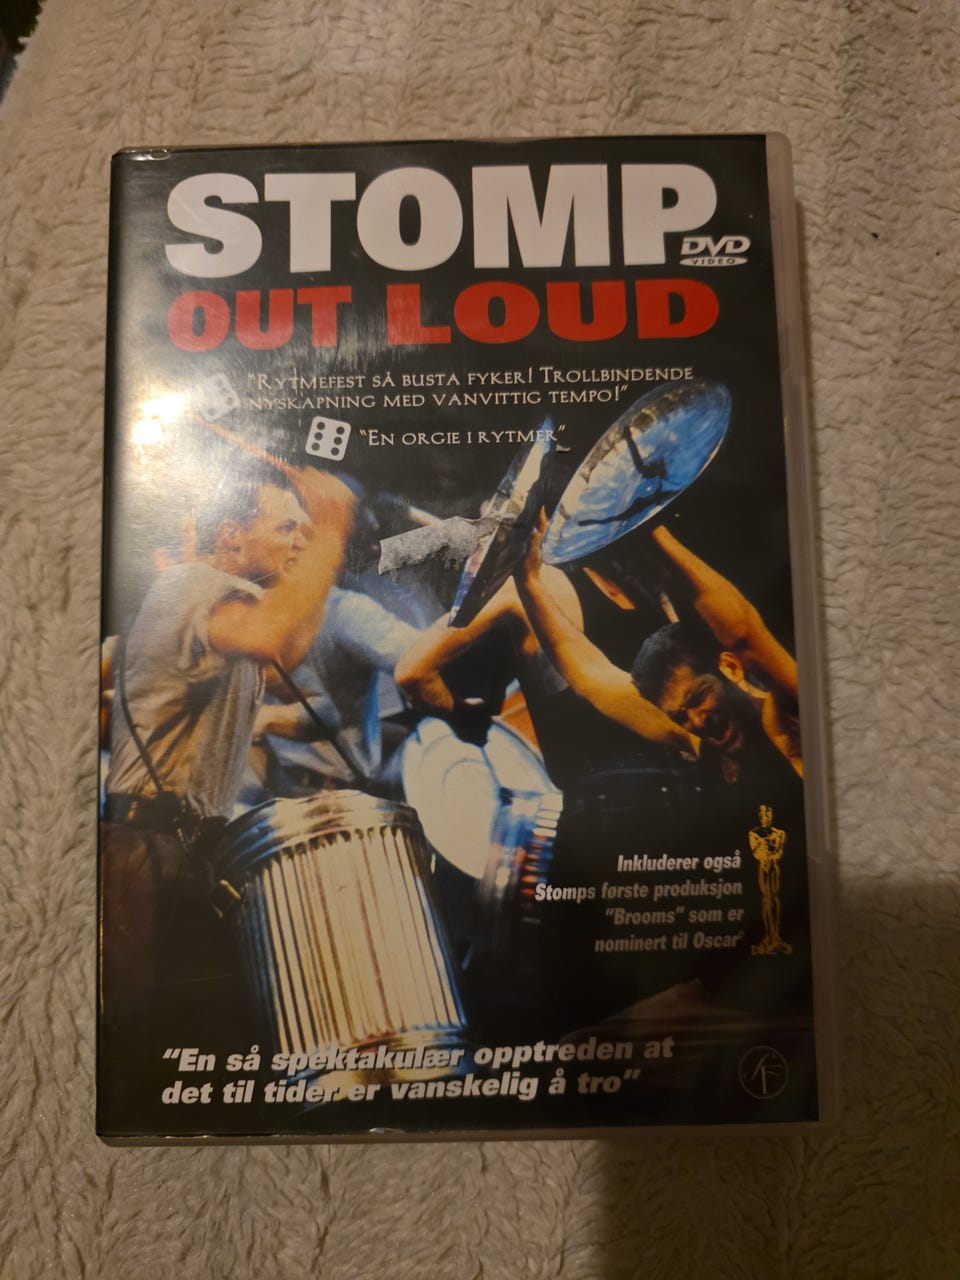 STOMP
DVD
VIDEO
OUT LOUD
"RYTMEFEST SÅ BUSTA FYKER! TROLLBINDENDE
NYSKAPNING MED VANVITTIG TEMPO!"
"EN ORGIE I RYTMER"
Inkluderer også
Stomps første produksjon
"Brooms" som er
nominert til Oscar®
"En så spektakulær opptreden at
det til tider er vanskelig å tro"
SF